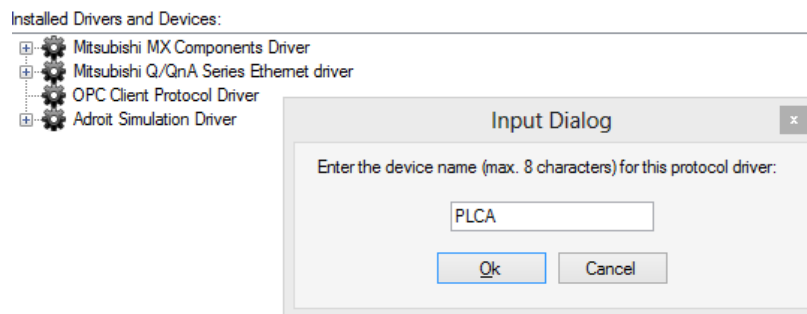 Installed Drivers and Devices:
Mitsubishi MX Components Driver
Mitsubishi Q/QnA Series Ethernet driver
OPC Client Protocol Driver
Adroit Simulation Driver
Input Dialog
x
Enter the device name (max. 8 characters) for this protocol driver:
PLCA
Ok
Cancel